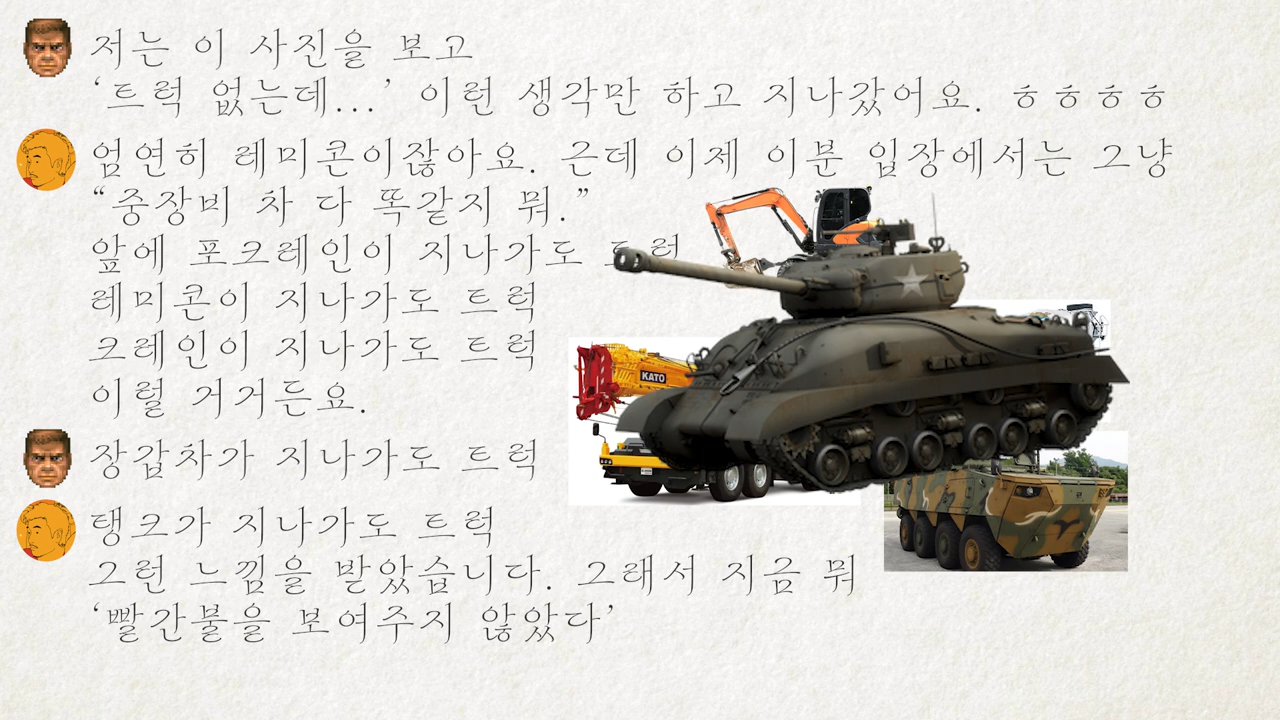 저는 이 사진을 보고
‘트럭 없는데...’ 이런 생각만 하고 지나갔어요. ㅎㅎㅎㅎ
엄연히 레미콘이잖아요. 근데 이제 이분 입장에서는 그냥
“중장비 차 다 똑같지 뭐.”
앞에 포크레인이 지나가도 트럭
레미콘이 지나가도 트럭
크레인이 지나가도 트럭
이럴 거거든요.
KATO
장갑차가 지나가도 트럭
탱크가 지나가도 트럭
그런 느낌을 받았습니다. 그래서 지금 뭐
‘빨간불을 보여주지 않았다’